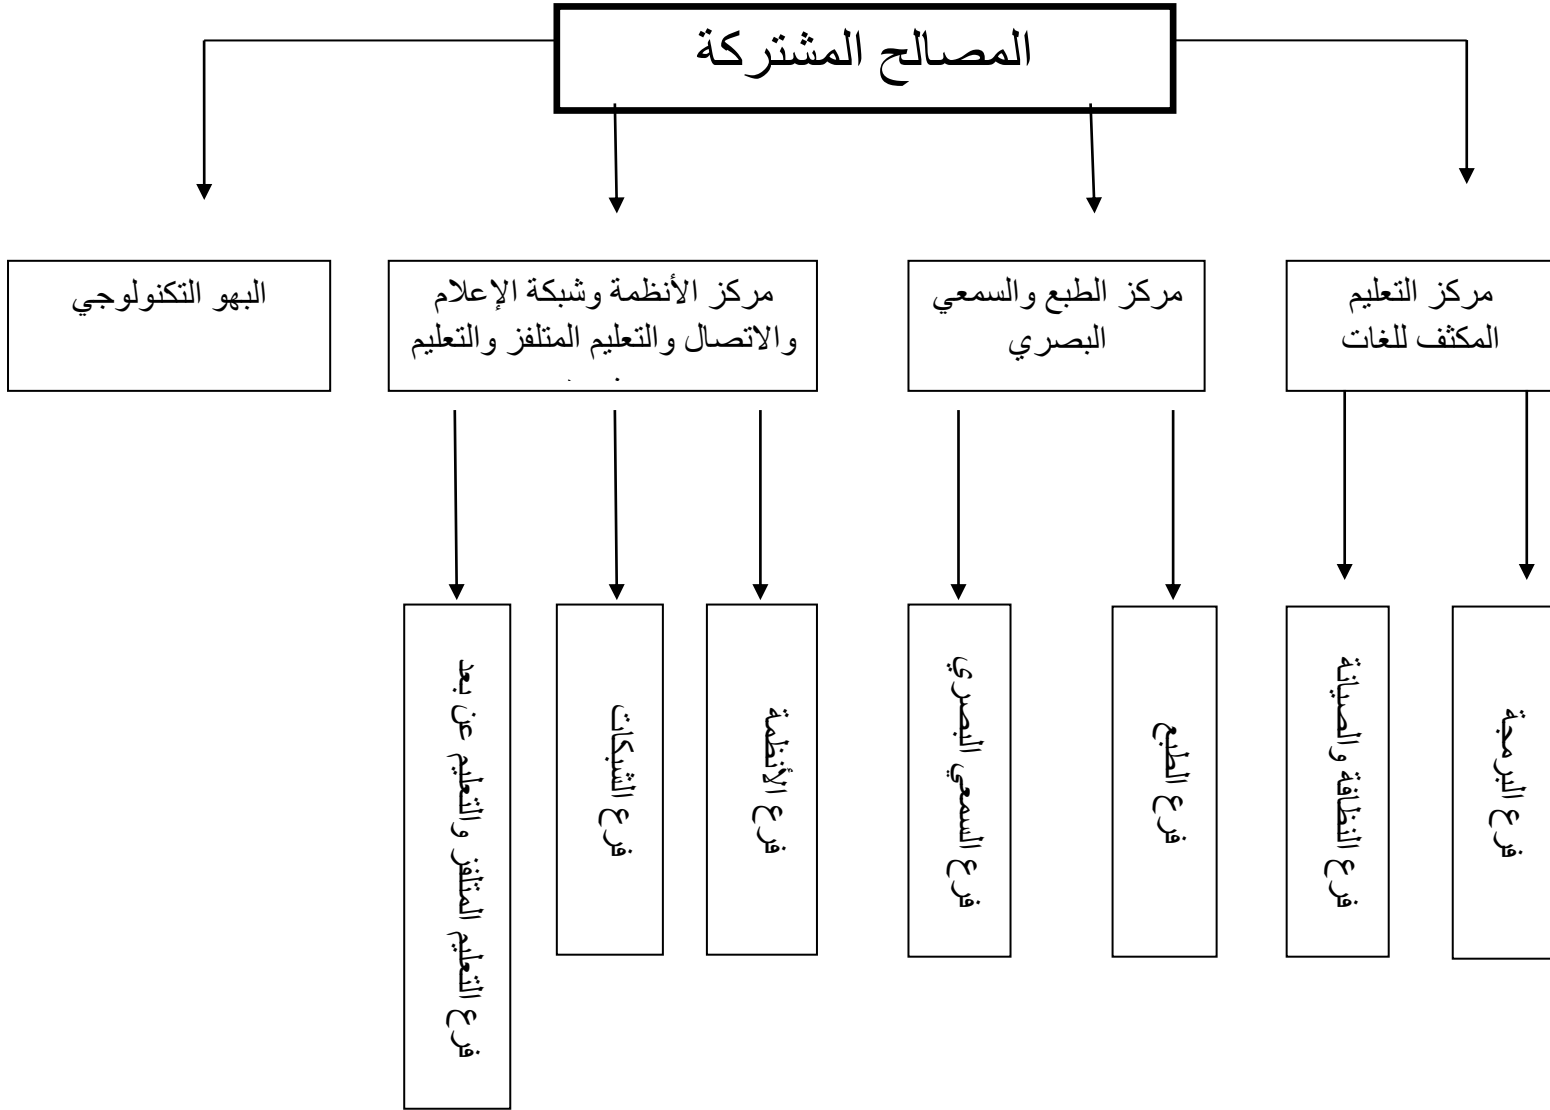 المصالح المشتركة
مركز التعليم
المكثف للغات
مركز الطبع والسمعي
البصري
مركز الأنظمة وشبكة الإعلام
والاتصال والتعليم المتلفز والتعليم
البهو التكنولوجي
فرع البرمجة
فرع النظافة والصيانة
فرع الطبع
فرع السمعي البصري
فرع الأنظمة
فرع الشبكات
فرع التعليم المتلفز والتعليم عن بعد